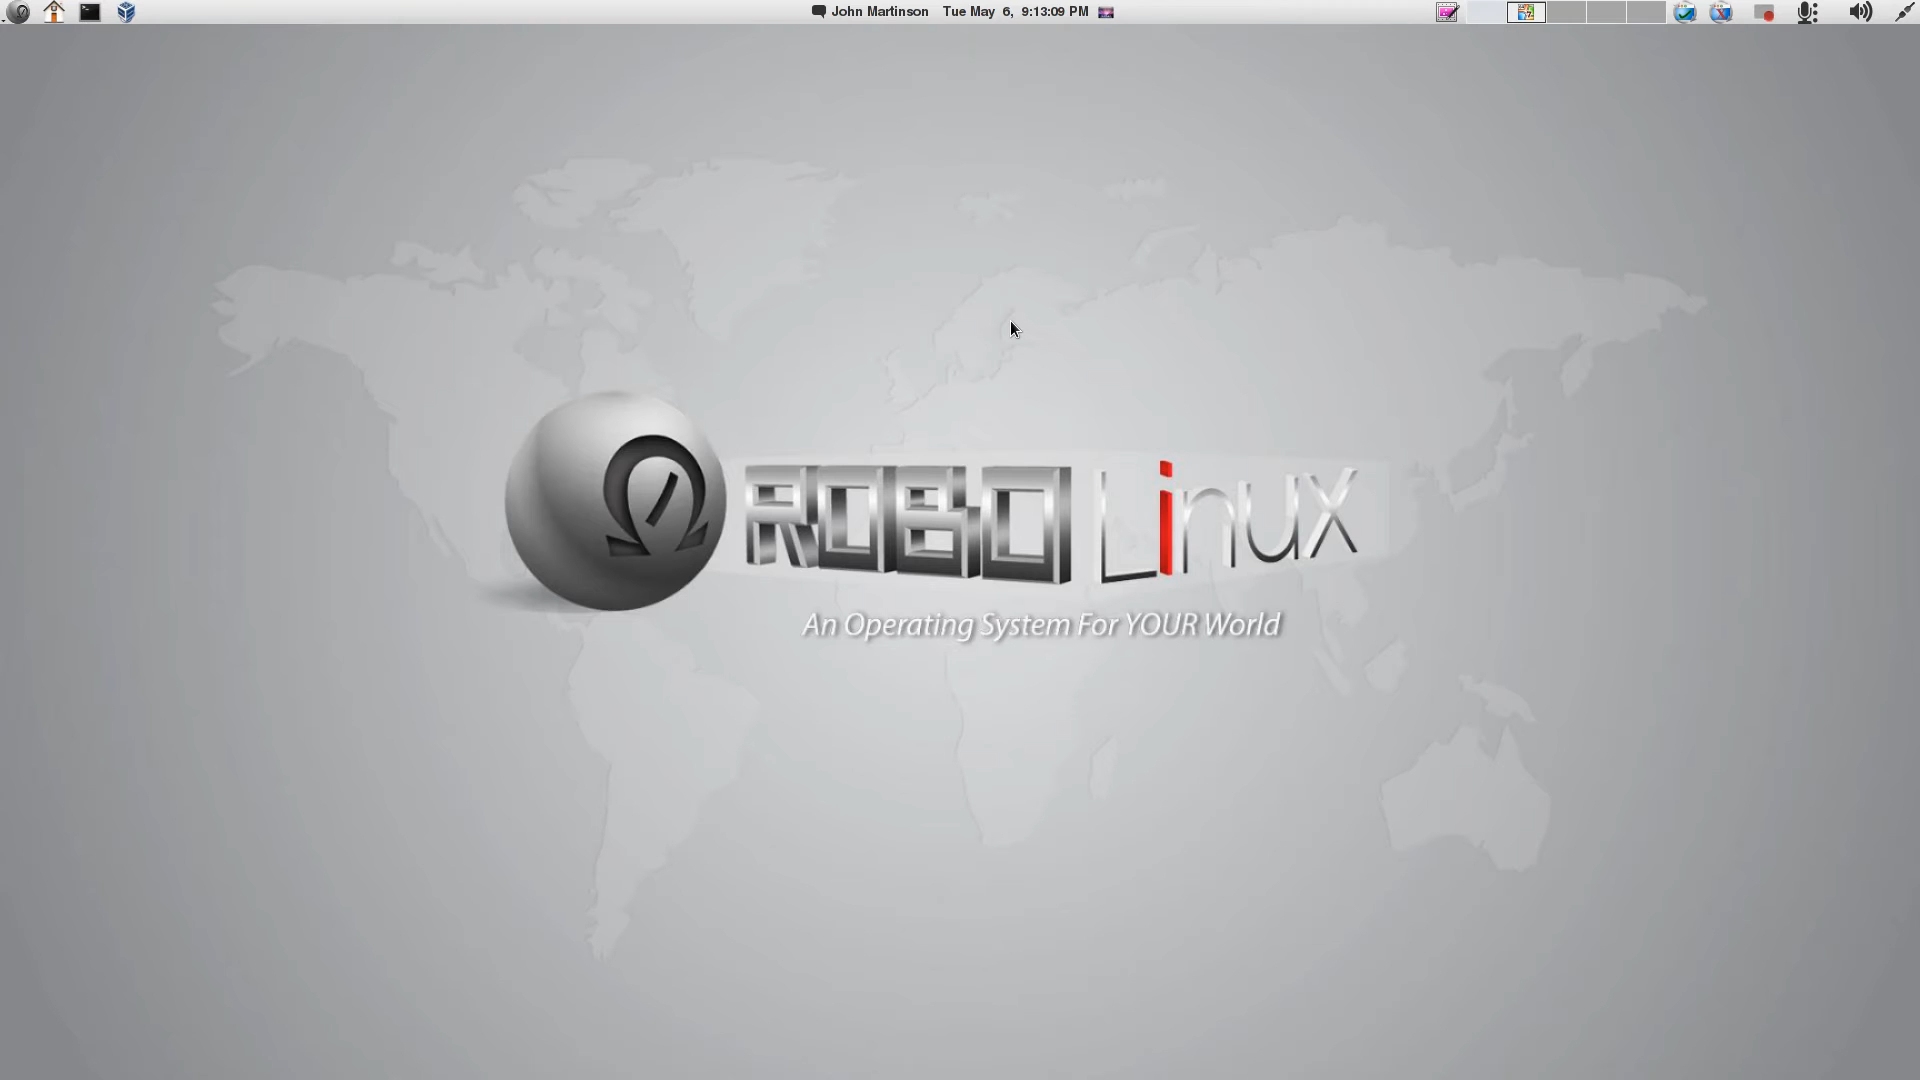 John Martinson Tue May 6, 9:13:09 PM
ROBO Linux
An Operating System For YOUR World